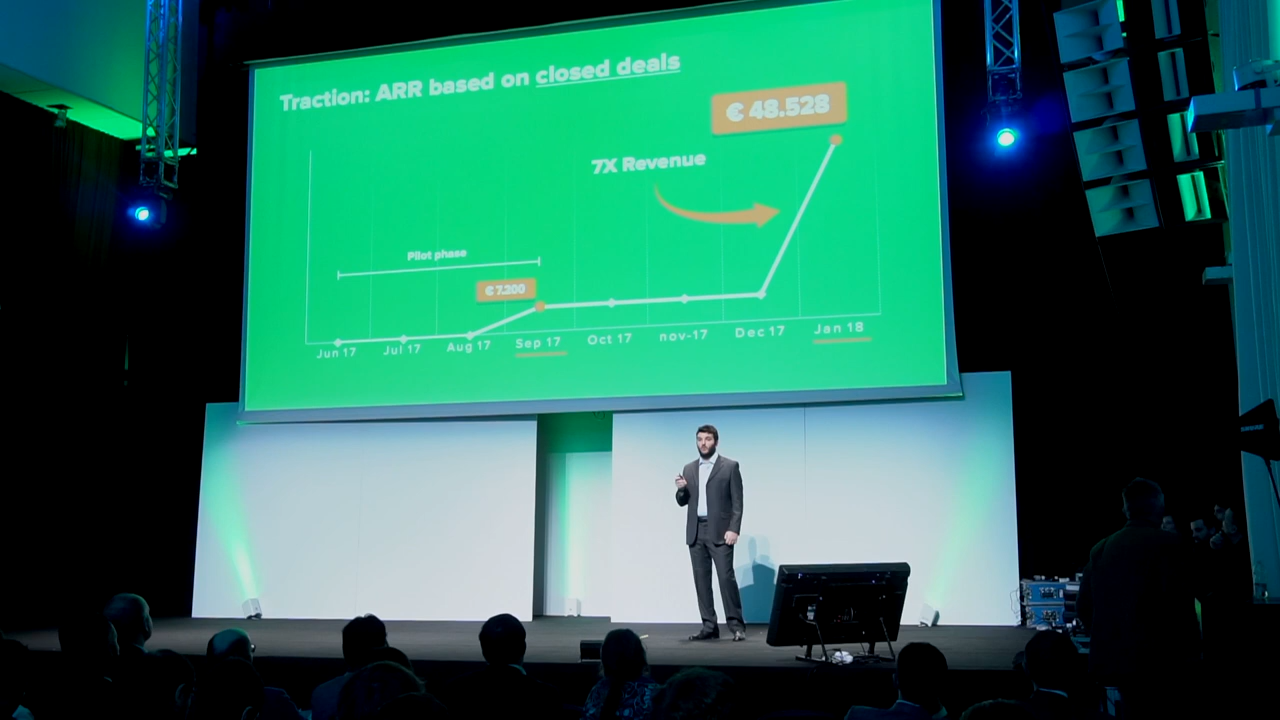 Traction: ARR based on closed deals
€ 48.528
7X Revenue
Pilot phase
€ 7.200
Jun 17 Jul 17 Aug 17 Sep 17 Oct 17 nov-17 Dec 17 Jan 18